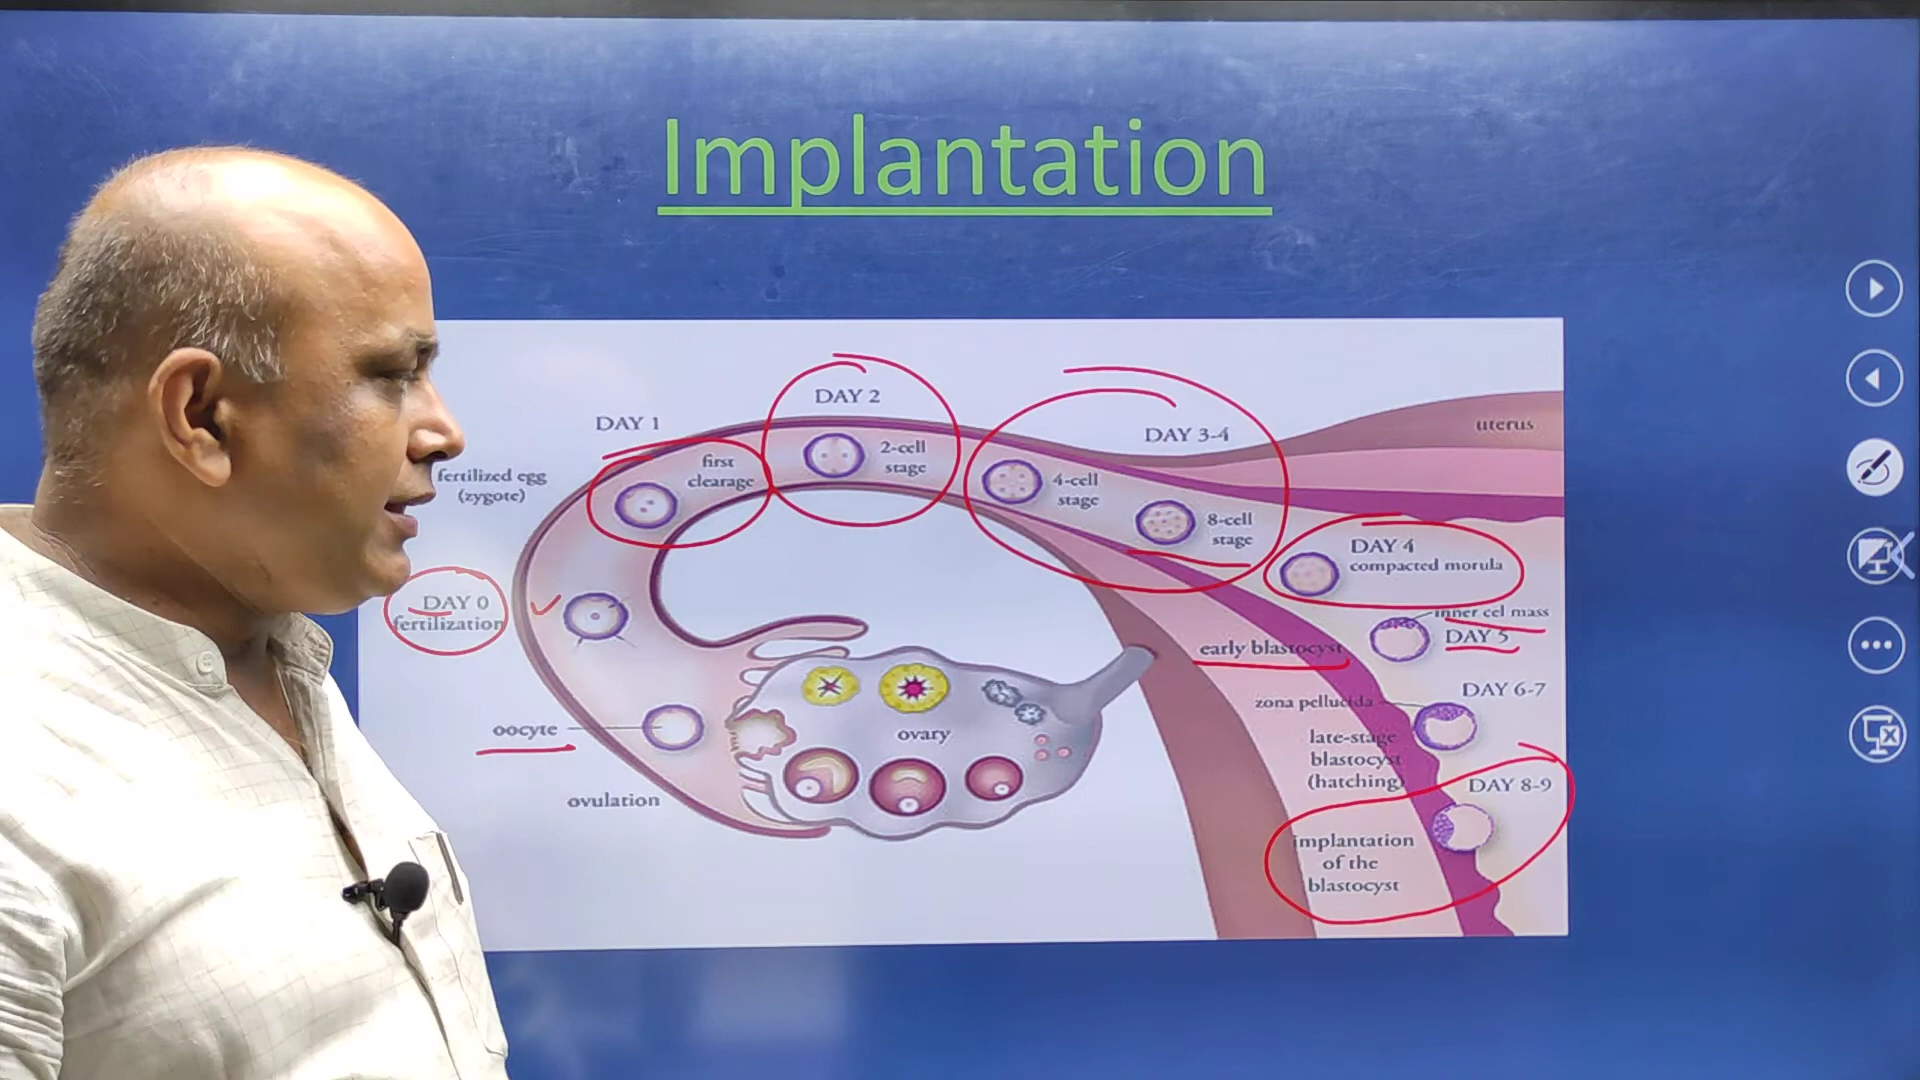 Implantation
DAY 1
fertilized egg
(zygote)
first
clearage
DAY 2
2-cell
stage
DAY 3-4
4-cell
stage
8-cell
stage
uterus
DAY 4
compacted morula
DAY 0
fertilization
inner cel mass
DAY 5
early blastocyst
DAY 6-7
zona pellucida
late-stage
blastocyst
(hatching)
DAY 8-9
implantation
of the
blastocyst
oocyte
ovary
ovulation